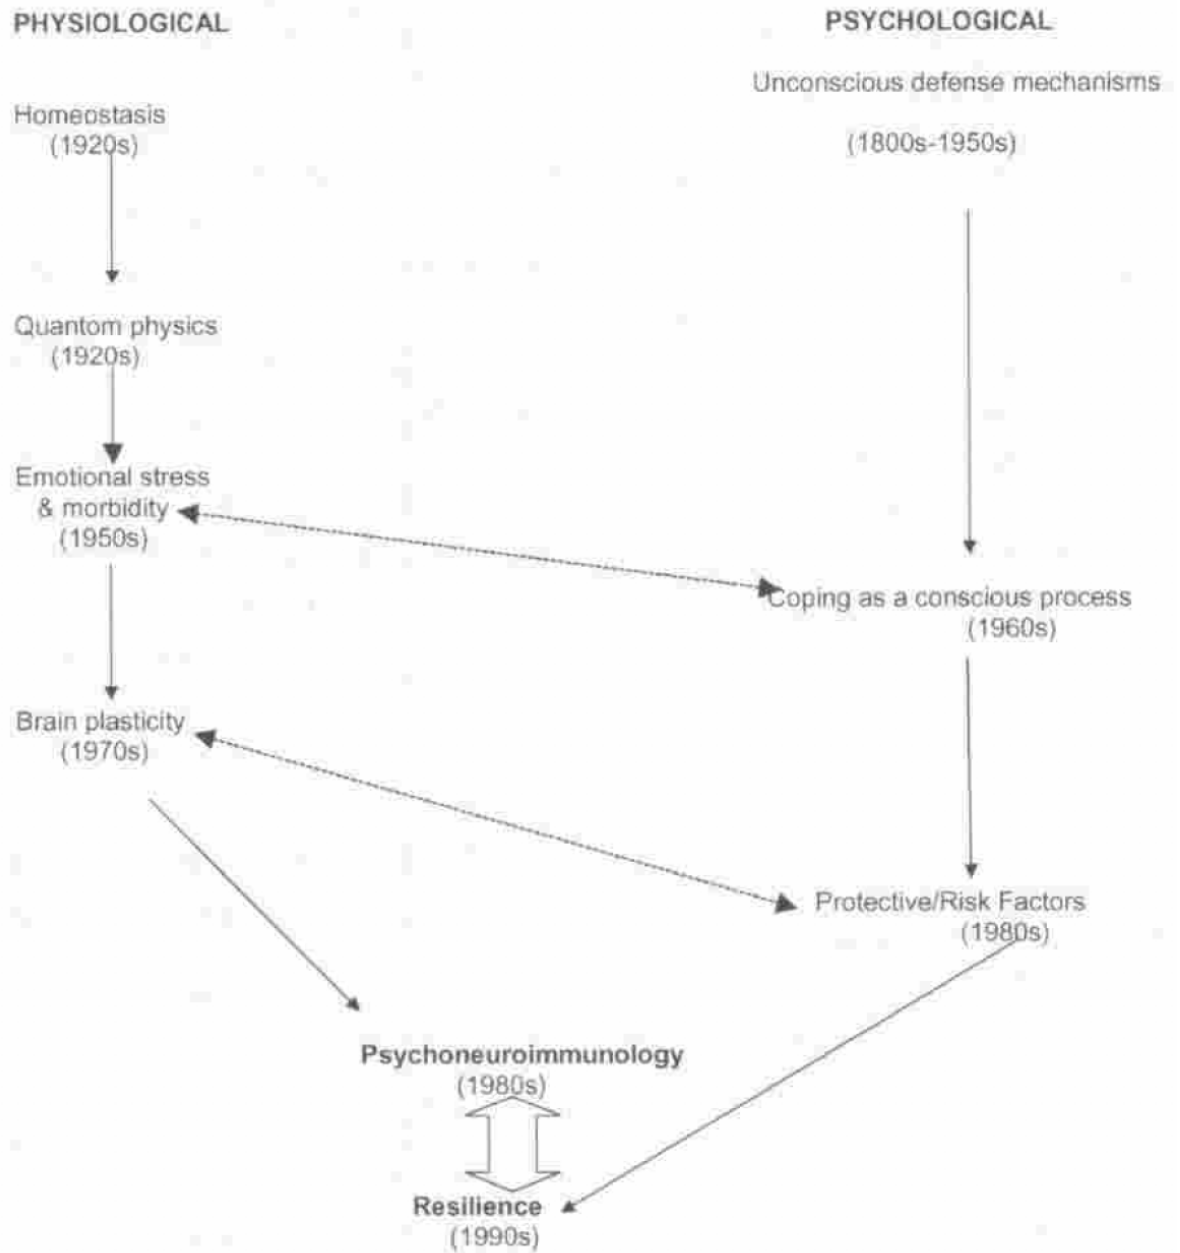 PHYSIOLOGICAL
PSYCHOLOGICAL
Unconscious defense mechanisms
(1800s-1950s)
Homeostasis
(1920s)
Quantom physics
(1920s)
Emotional stress
& morbidity
(1950s)
Coping as a conscious process
(1960s)
Brain plasticity
(1970s)
Protective/Risk Factors
(1980s)
Psychoneuroimmunology
(1980s)
Resilience
(1990s)